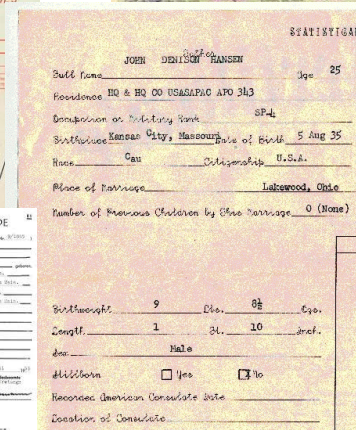 STATISTICAL
Father
JOHN DENISON HANSEN
Full Name Age 25
Residence HQ & HQ CO USASAPAC APO 343
Occupation or Military Rank SP-4
Birthplace Kansas City, Massouri Date of Birth 5 Aug 35
Race Cau Citizenship U.S.A.
Place of Marriage Lakewood, Ohio
Number of Previous Children by This Marriage 0 (None)
Birthweight 9 Lbs. 8½ Ozs.
Length 1 Ft. 10 Inch.
Sex Male
Stillborn Yes No
Recorded American Consulate Date
Location of Consulate